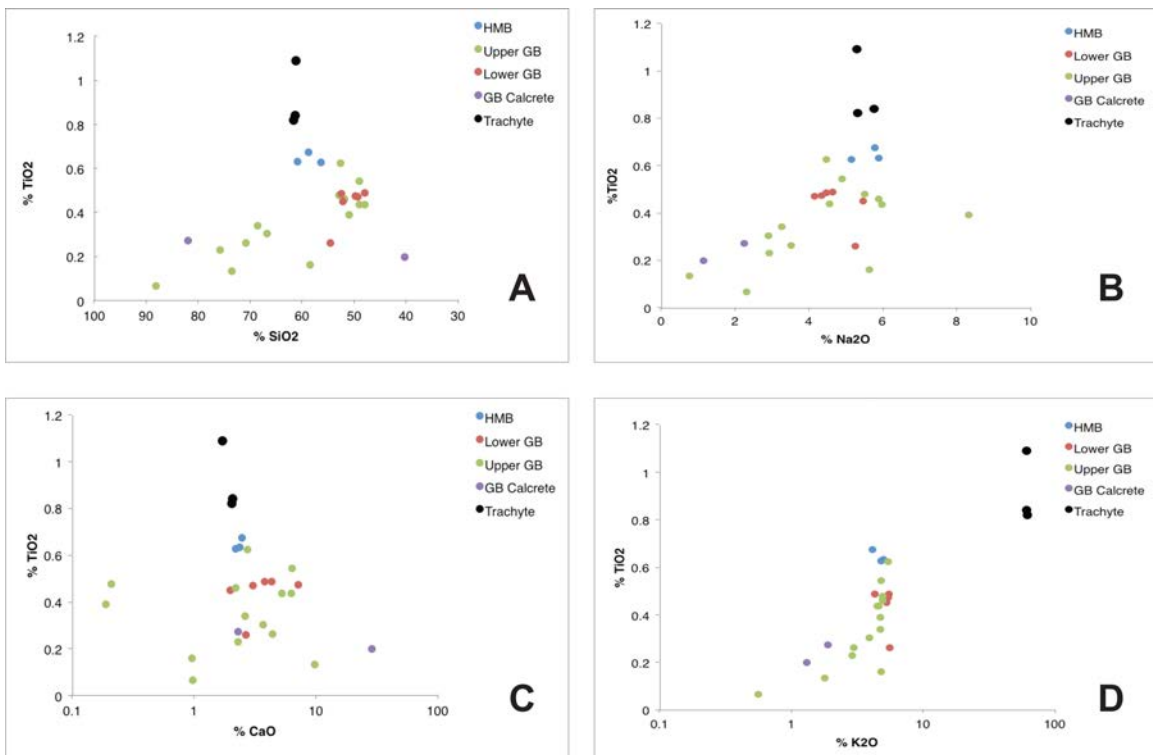 1.2
1
0.8
0.6
0.4
0.2
0
% TiO2
100 90 80 70 60 50 40 30
% SiO2
HMB
Upper GB
Lower GB
GB Calcrete
Trachyte
A
1.2
1
0.8
0.6
0.4
0.2
0
%TiO2
0 2 4 6 8 10
% Na2O
HMB
Lower GB
Upper GB
GB Calcrete
Trachyte
B
1.2
1
0.8
0.6
0.4
0.2
0
% TiO2
0.1 1 10 100
% CaO
HMB
Lower GB
Upper GB
GB Calcrete
Trachyte
C
1.2
1
0.8
0.6
0.4
0.2
0
% TiO2
0.1 1 10 100
% K2O
HMB
Lower GB
Upper GB
GB Calcrete
Trachyte
D